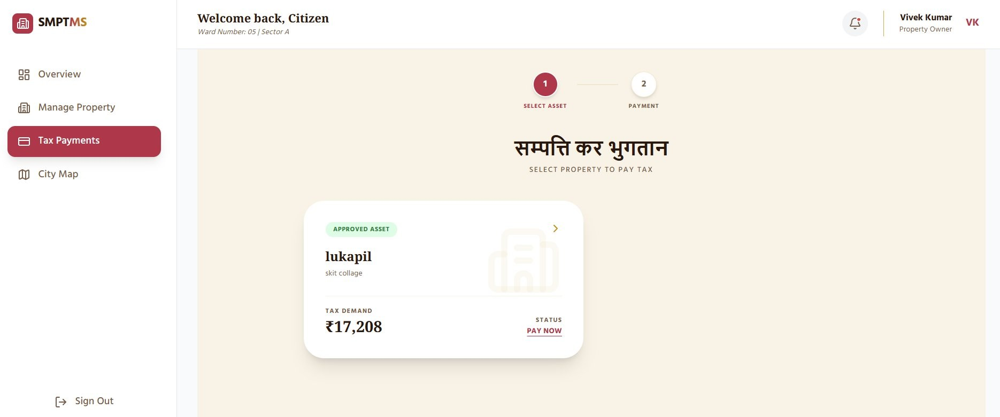 SMPTMS
Overview
Manage Property
Tax Payments
City Map
Sign Out
Welcome back, Citizen
Ward Number: 05 | Sector A
Vivek Kumar
Property Owner
VK
1
SELECT ASSET
2
PAYMENT
सम्पत्ति कर भुगतान
SELECT PROPERTY TO PAY TAX
APPROVED ASSET
lukapil
skit collage
TAX DEMAND
₹17,208
STATUS
PAY NOW